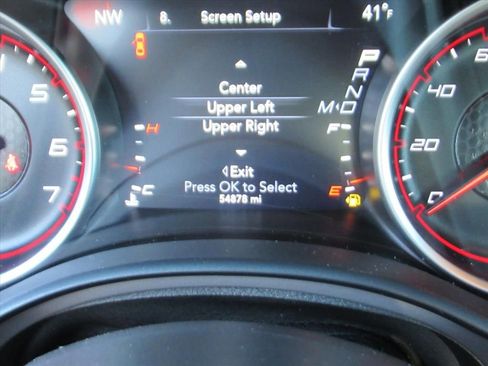 NW 8. Screen Setup 41°F
P
R
Center
N
5 Upper Left M D 40
Upper Right
H F
6 20
Exit
7 C Press OK to Select E 0
54878 mi